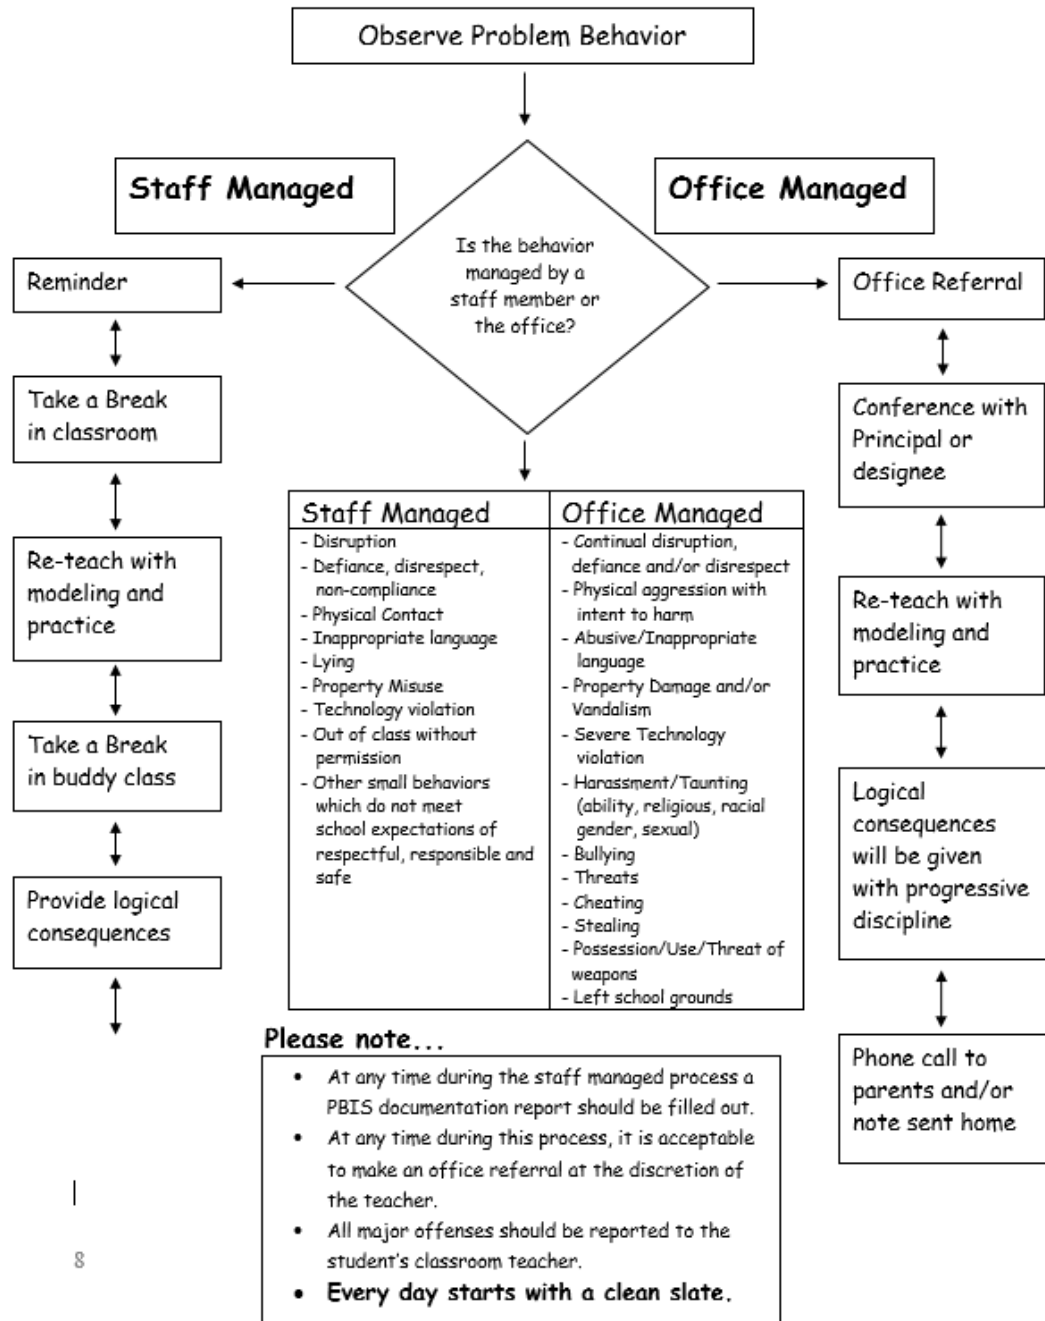 Observe Problem Behavior
Staff Managed
Office Managed
Is the behavior
managed by a
staff member or
the office?
Reminder
Take a Break
in classroom
Re-teach with
modeling and
practice
Take a Break
in buddy class
Provide logical
consequences
Office Referral
Conference with
Principal or
designee
Re-teach with
modeling and
practice
Logical
consequences
will be given
with progressive
discipline
Phone call to
parents and/or
note sent home
Staff Managed
- Disruption
- Defiance, disrespect,
non-compliance
- Physical Contact
- Inappropriate language
- Lying
- Property Misuse
- Technology violation
- Out of class without
permission
- Other small behaviors
which do not meet
school expectations of
respectful, responsible and
safe
Office Managed
- Continual disruption,
defiance and/or disrespect
- Physical aggression with
intent to harm
- Abusive/Inappropriate
language
- Property Damage and/or
Vandalism
- Severe Technology
violation
- Harassment/Taunting
(ability, religious, racial
gender, sexual)
- Bullying
- Threats
- Cheating
- Stealing
- Possession/Use/Threat of
weapons
- Left school grounds
Please note...
• At any time during the staff managed process a
PBIS documentation report should be filled out.
• At any time during this process, it is acceptable
to make an office referral at the discretion of
the teacher.
• All major offenses should be reported to the
student's classroom teacher.
• Every day starts with a clean slate.
8